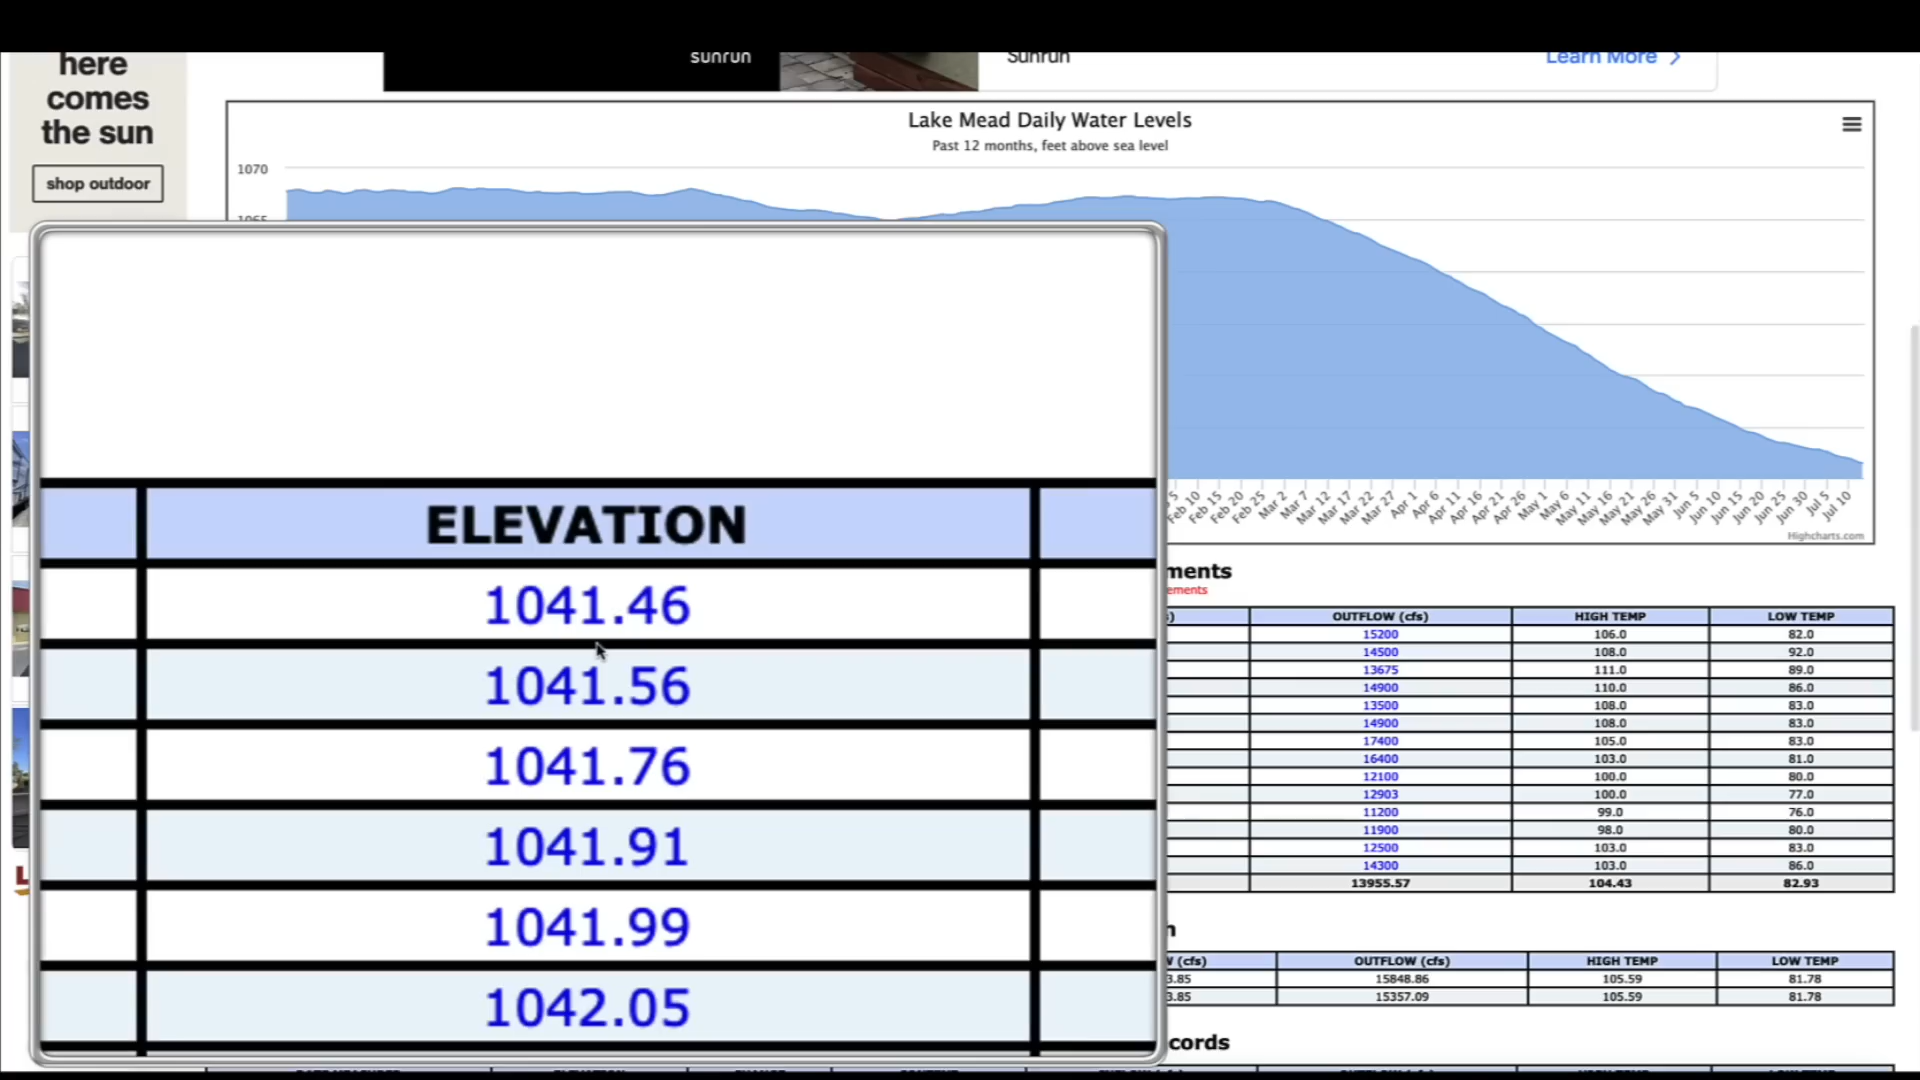 here
comes
the sun
shop outdoor
sunrun
Sunrun
Learn More
Lake Mead Daily Water Levels
Past 12 months, feet above sea level
1070
1065
Feb 10 Feb 15 Feb 20 Feb 25 Mar 2 Mar 7 Mar 12 Mar 17 Mar 22 Mar 27 Apr 1 Apr 6 Apr 11 Apr 16 Apr 21 Apr 26 May 1 May 6 May 11 May 16 May 21 May 26 May 31 Jun 5 Jun 10 Jun 15 Jun 20 Jun 25 Jun 30 Jul 5 Jul 10
Highcharts.com
ELEVATION
1041.46
1041.56
1041.76
1041.91
1041.99
1042.05
ments
ements
) OUTFLOW (cfs) HIGH TEMP LOW TEMP
15200 106.0 82.0
14500 108.0 92.0
13675 111.0 89.0
14900 110.0 86.0
13500 108.0 83.0
14900 108.0 83.0
17400 105.0 83.0
16400 103.0 81.0
12100 100.0 80.0
12903 100.0 77.0
11200 99.0 76.0
11900 98.0 80.0
12500 103.0 83.0
14300 103.0 86.0
13955.57 104.43 82.93
h
(cfs) OUTFLOW (cfs) HIGH TEMP LOW TEMP
3.85 15848.86 105.59 81.78
3.85 15357.09 105.59 81.78
cords